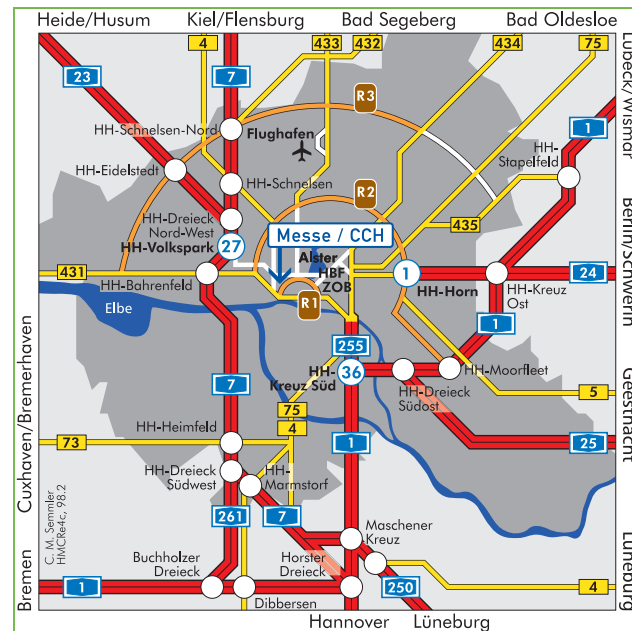 Heide/Husum
Kiel/Flensburg
Bad Segeberg
Bad Oldesloe
4
433
432
434
75
23
7
R3
Lübeck/Wismar
HH-Schnelsen-Nord
Flughafen
1
HH-
Stapelfeld
HH-Eidelstedt
HH-Schnelsen
R2
HH-Dreieck
Nord-West
HH-Volkspark
27
Messe / CCH
435
Berlin/Schwerin
Alster
HBF
ZOB
431
HH-Bahrenfeld
1
HH-Horn
24
HH-Kreuz
Ost
Elbe
R1
1
255
HH-
Kreuz Süd
36
HH-Moorfleet
HH-Dreieck
Südost
5
Geestnacht
7
75
4
Cuxhaven/Bremerhaven
73
HH-Heimfeld
1
25
HH-Dreieck
Südwest
HH-
Marmstorf
C. M. Semmler
HMCRe4c, 98.2
261
7
Maschener
Kreuz
Buchholzer
Dreieck
Horster
Dreieck
Lüneburg
Bremen
1
250
4
Dibbersen
Hannover
Lüneburg